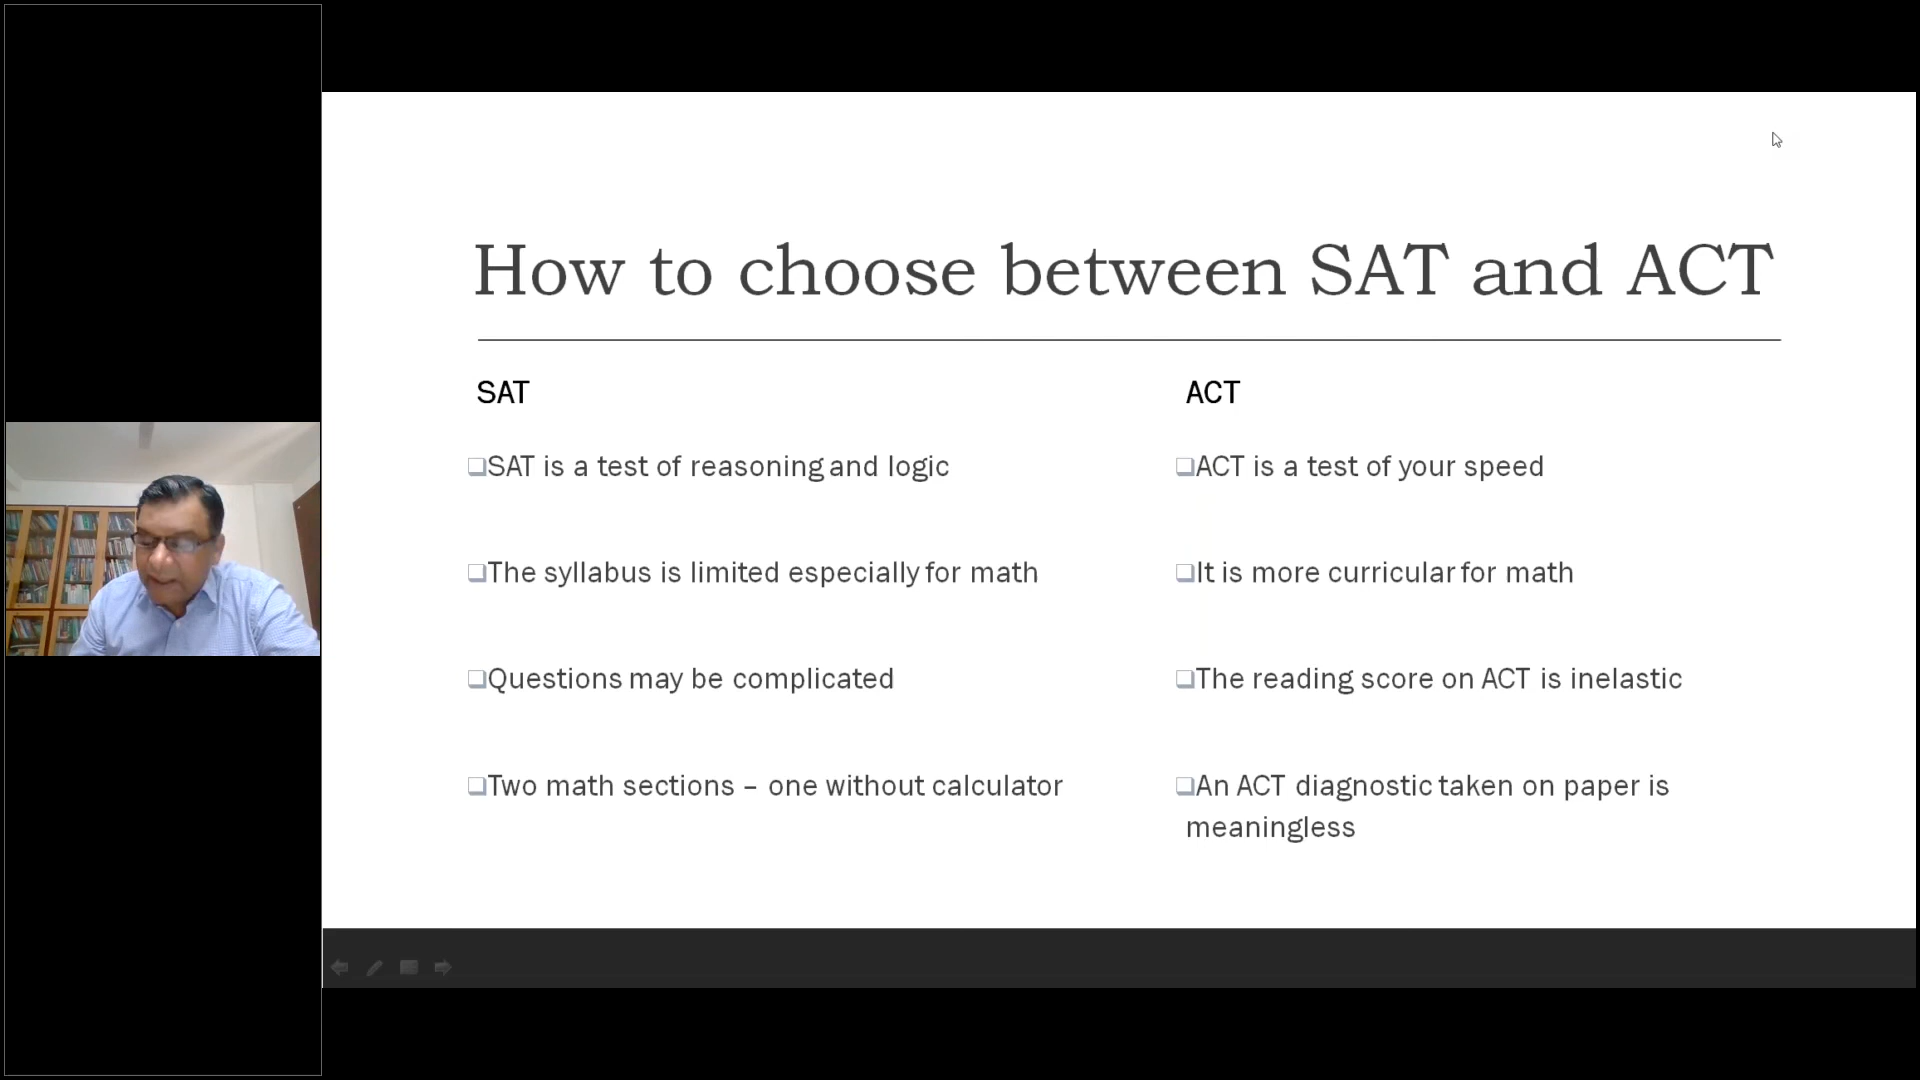 How to choose between SAT and ACT
SAT
SAT is a test of reasoning and logic
The syllabus is limited especially for math
Questions may be complicated
Two math sections – one without calculator
ACT
ACT is a test of your speed
It is more curricular for math
The reading score on ACT is inelastic
An ACT diagnostic taken on paper is
meaningless